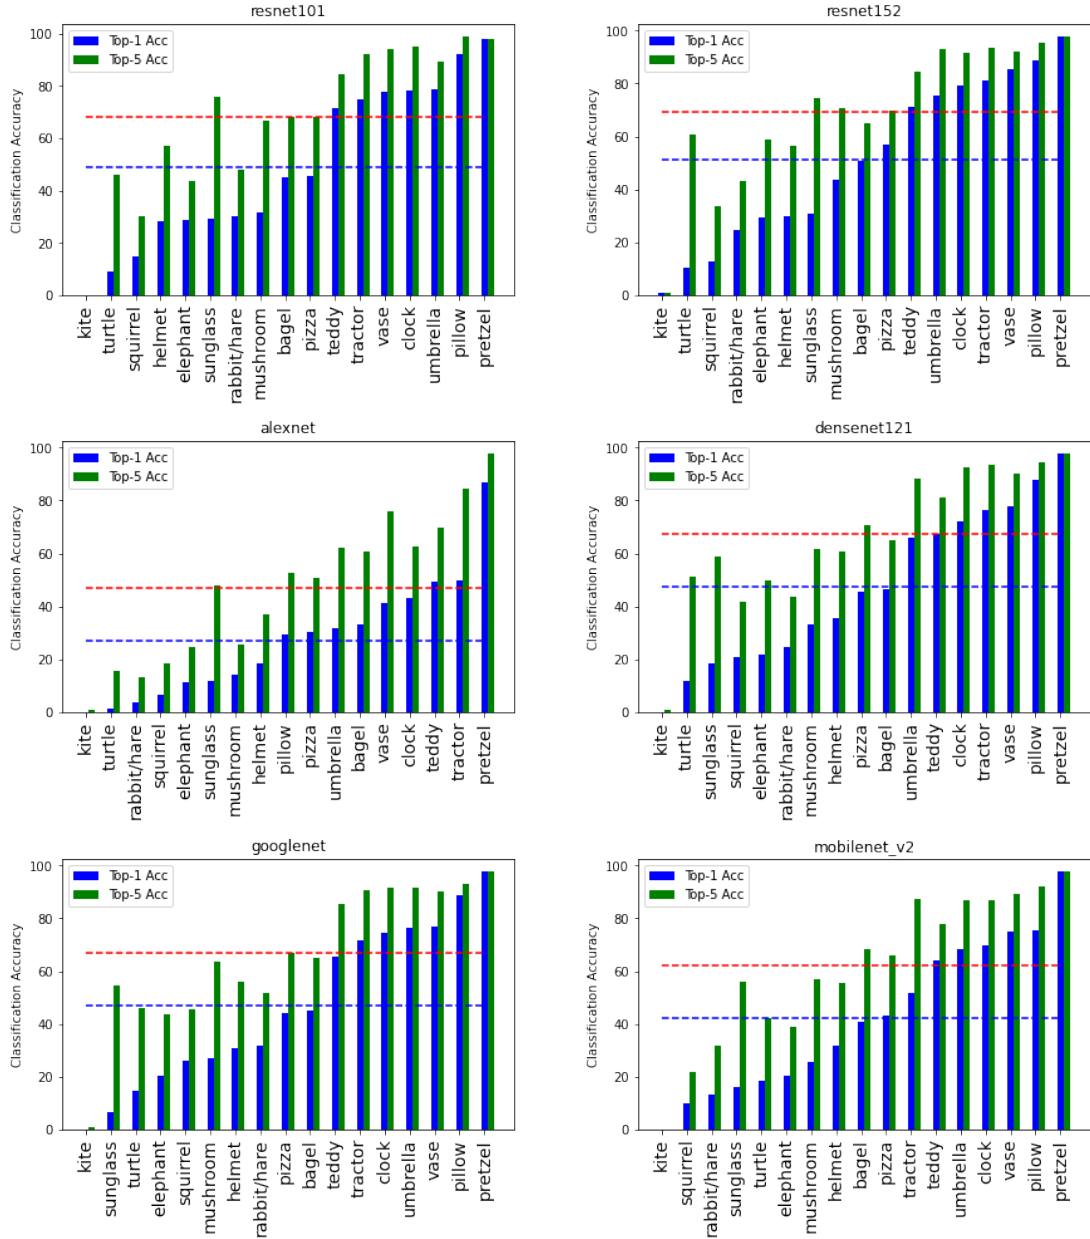 resnet101
Classification Accuracy
100
80
60
40
20
0
Top-1 Acc
Top-5 Acc
kite
turtle
squirrel
helmet
elephant
sunglass
rabbit/hare
mushroom
bagel
pizza
teddy
tractor
vase
clock
umbrella
pillow
pretzel
resnet152
Classification Accuracy
100
80
60
40
20
0
Top-1 Acc
Top-5 Acc
kite
turtle
squirrel
rabbit/hare
elephant
helmet
sunglass
mushroom
bagel
pizza
teddy
umbrella
clock
tractor
vase
pillow
pretzel
alexnet
Classification Accuracy
100
80
60
40
20
0
Top-1 Acc
Top-5 Acc
kite
turtle
rabbit/hare
squirrel
elephant
sunglass
mushroom
helmet
pillow
pizza
umbrella
bagel
vase
clock
teddy
tractor
pretzel
densenet121
Classification Accuracy
100
80
60
40
20
0
Top-1 Acc
Top-5 Acc
kite
turtle
sunglass
squirrel
elephant
rabbit/hare
mushroom
helmet
pizza
bagel
umbrella
teddy
clock
tractor
vase
pillow
pretzel
googlenet
Classification Accuracy
100
80
60
40
20
0
Top-1 Acc
Top-5 Acc
kite
sunglass
turtle
elephant
squirrel
mushroom
helmet
rabbit/hare
pizza
bagel
teddy
tractor
clock
umbrella
vase
pillow
pretzel
mobilenet_v2
Classification Accuracy
100
80
60
40
20
0
Top-1 Acc
Top-5 Acc
kite
squirrel
rabbit/hare
sunglass
turtle
elephant
mushroom
helmet
bagel
pizza
tractor
teddy
umbrella
clock
vase
pillow
pretzel